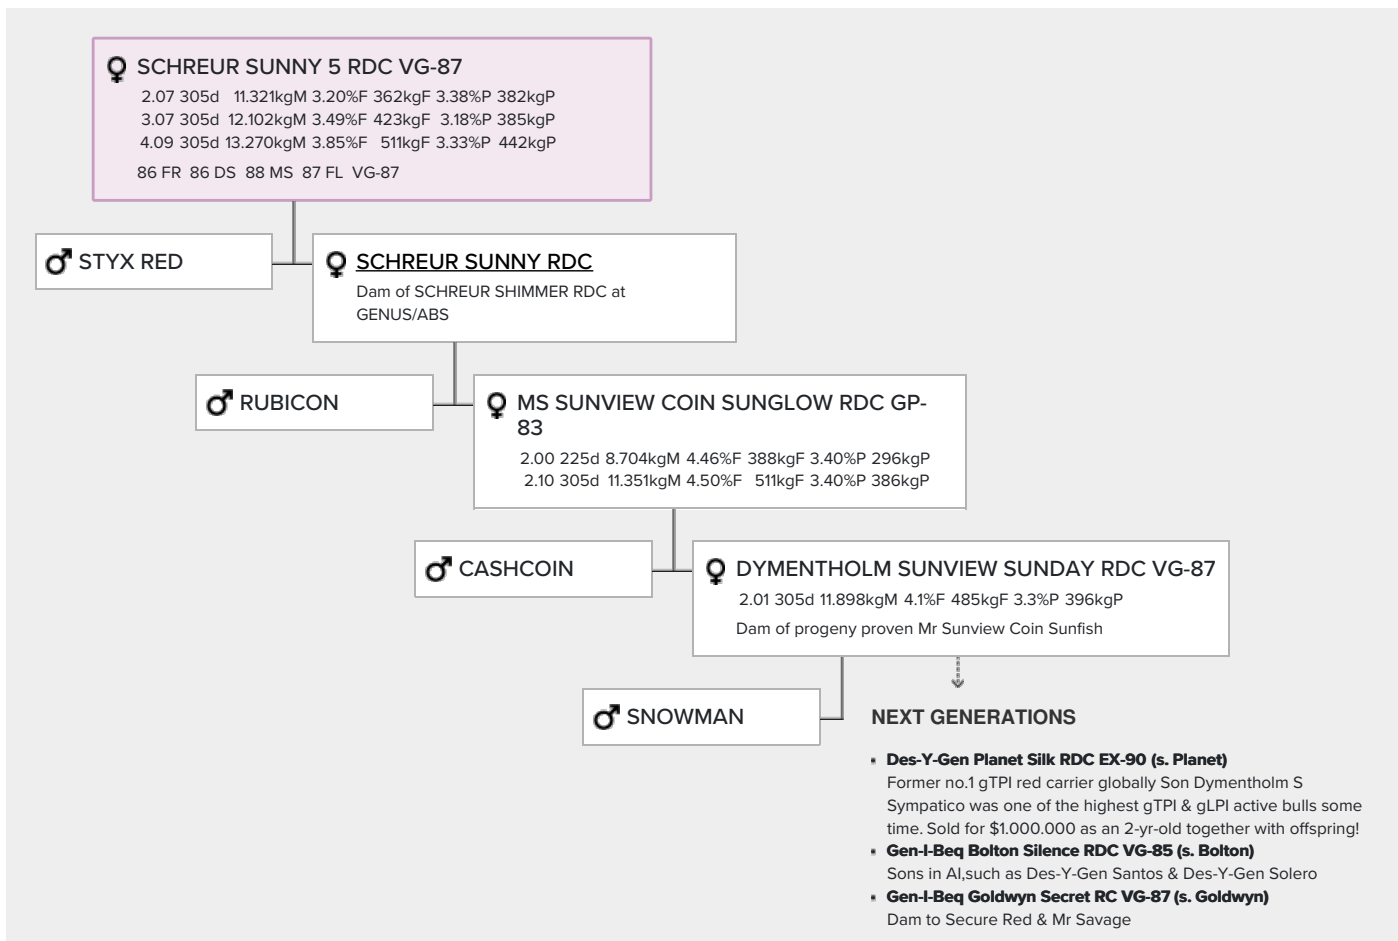 SCHREUR SUNNY 5 RDC VG-87
2.07 305d 11.321kgM 3.20%F 362kgF 3.38%P 382kgP
3.07 305d 12.102kgM 3.49%F 423kgF 3.18%P 385kgP
4.09 305d 13.270kgM 3.85%F 511kgF 3.33%P 442kgP
86 FR 86 DS 88 MS 87 FL VG-87
STYX RED
SCHREUR SUNNY RDC
Dam of SCHREUR SHIMMER RDC at
GENUS/ABS
RUBICON
MS SUNVIEW COIN SUNGLOW RDC GP-
83
2.00 225d 8.704kgM 4.46%F 388kgF 3.40%P 296kgP
2.10 305d 11.351kgM 4.50%F 511kgF 3.40%P 386kgP
CASHCOIN
DYMENTHOLM SUNVIEW SUNDAY RDC VG-87
2.01 305d 11.898kgM 4.1%F 485kgF 3.3%P 396kgP
Dam of progeny proven Mr Sunview Coin Sunfish
SNOWMAN
NEXT GENERATIONS
Des-Y-Gen Planet Silk RDC EX-90 (s. Planet)
Former no.1 gTPI red carrier globally Son Dymentholm S
Sympatico was one of the highest gTPI & gLPI active bulls some
time. Sold for $1.000.000 as an 2-yr-old together with offspring!
Gen-I-Beq Bolton Silence RDC VG-85 (s. Bolton)
Sons in AI,such as Des-Y-Gen Santos & Des-Y-Gen Solero
Gen-I-Beq Goldwyn Secret RC VG-87 (s. Goldwyn)
Dam to Secure Red & Mr Savage